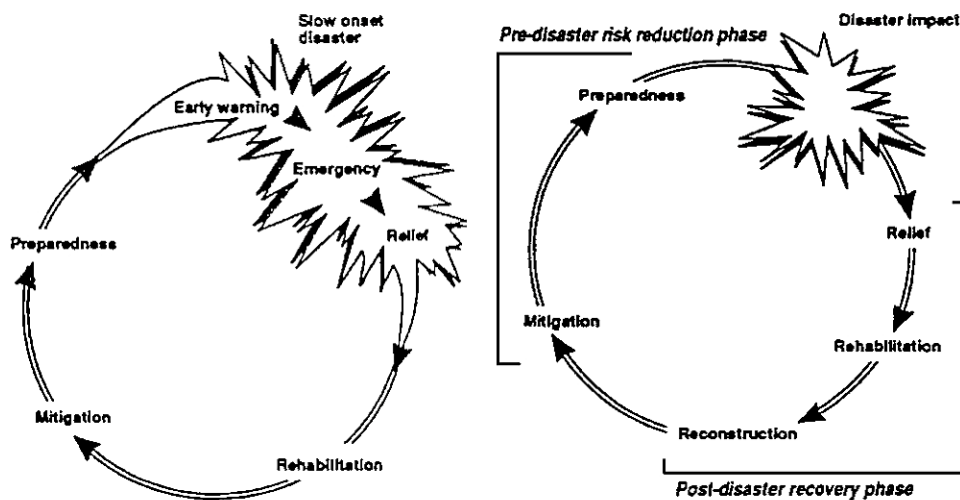 Slow onset
disaster
Early warning
Emergency
Relief
Preparedness
Mitigation
Rehabilitation
Pre-disaster risk reduction phase
Disaster impact
Preparedness
Relief
Mitigation
Rehabilitation
Reconstruction
Post-disaster recovery phase